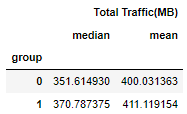 Total Traffic(MB)
median mean
group
0 351.614930 400.031363
1 370.787375 411.119154